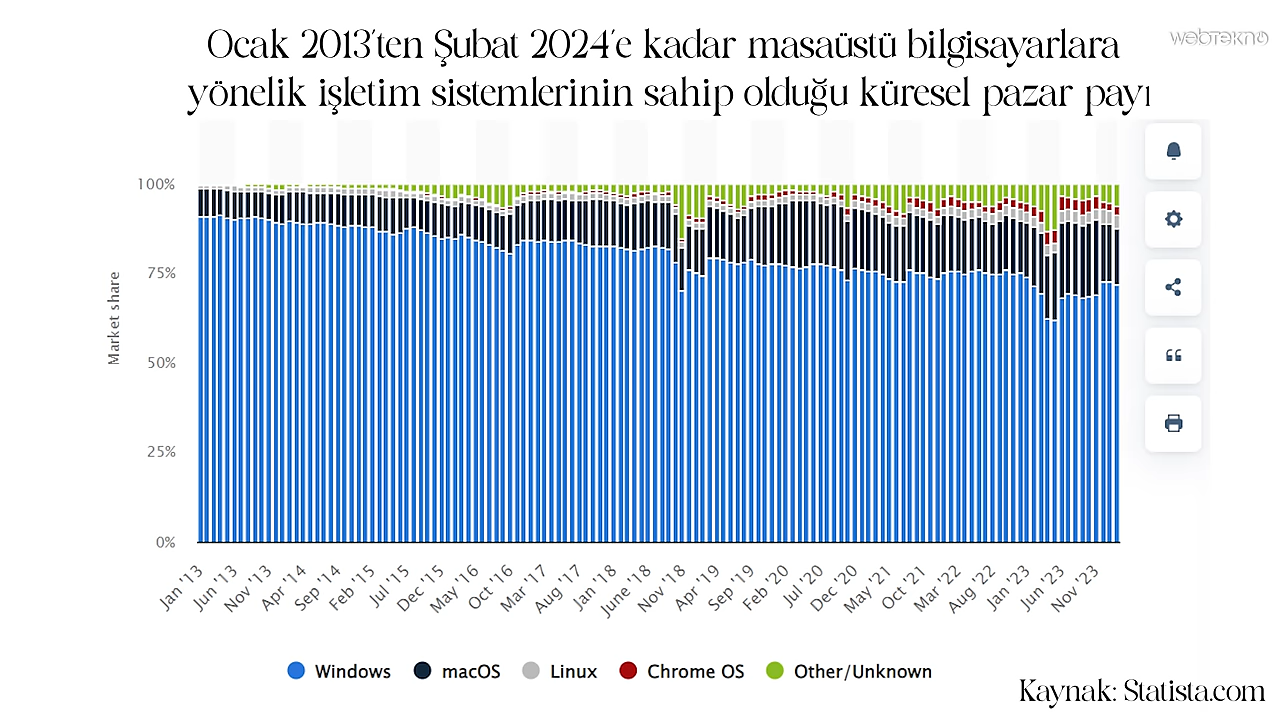 Ocak 2013'ten Şubat 2024'e kadar masaüstü bilgisayarlara
yönelik işletim sistemlerinin sahip olduğu küresel pazar payı
webtekno
100%
75%
50%
25%
0%
Market share
Jan '13
Jun '13
Nov '13
Apr '14
Sep '14
Feb '15
Jul '15
Dec '15
May '16
Oct '16
Mar '17
Aug '17
Jan '18
June '18
Nov '18
Apr '19
Sep '19
Feb '20
Jul '20
Dec '20
May '21
Oct '21
Mar '22
Aug '22
Jan '23
Jun '23
Nov '23
Windows
macOS
Linux
Chrome OS
Other/Unknown
Kaynak: Statista.com